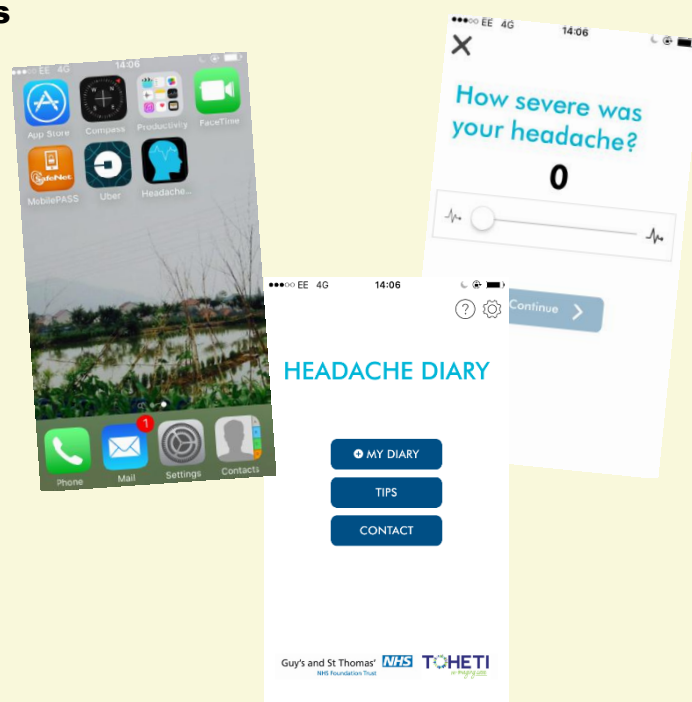 s
●●●○○ EE 4G 14:06
App Store Compass Productivity FaceTime
MobilePASS Uber Headache...
SafeNet
1
Phone Mail Settings Contacts
●●●○○ EE 4G 14:06
How severe was
your headache?
0
Continue
●●●○○ EE 4G 14:06
?
HEADACHE DIARY
MY DIARY
TIPS
CONTACT
Guy's and St Thomas' NHS
NHS Foundation Trust
TOHETI